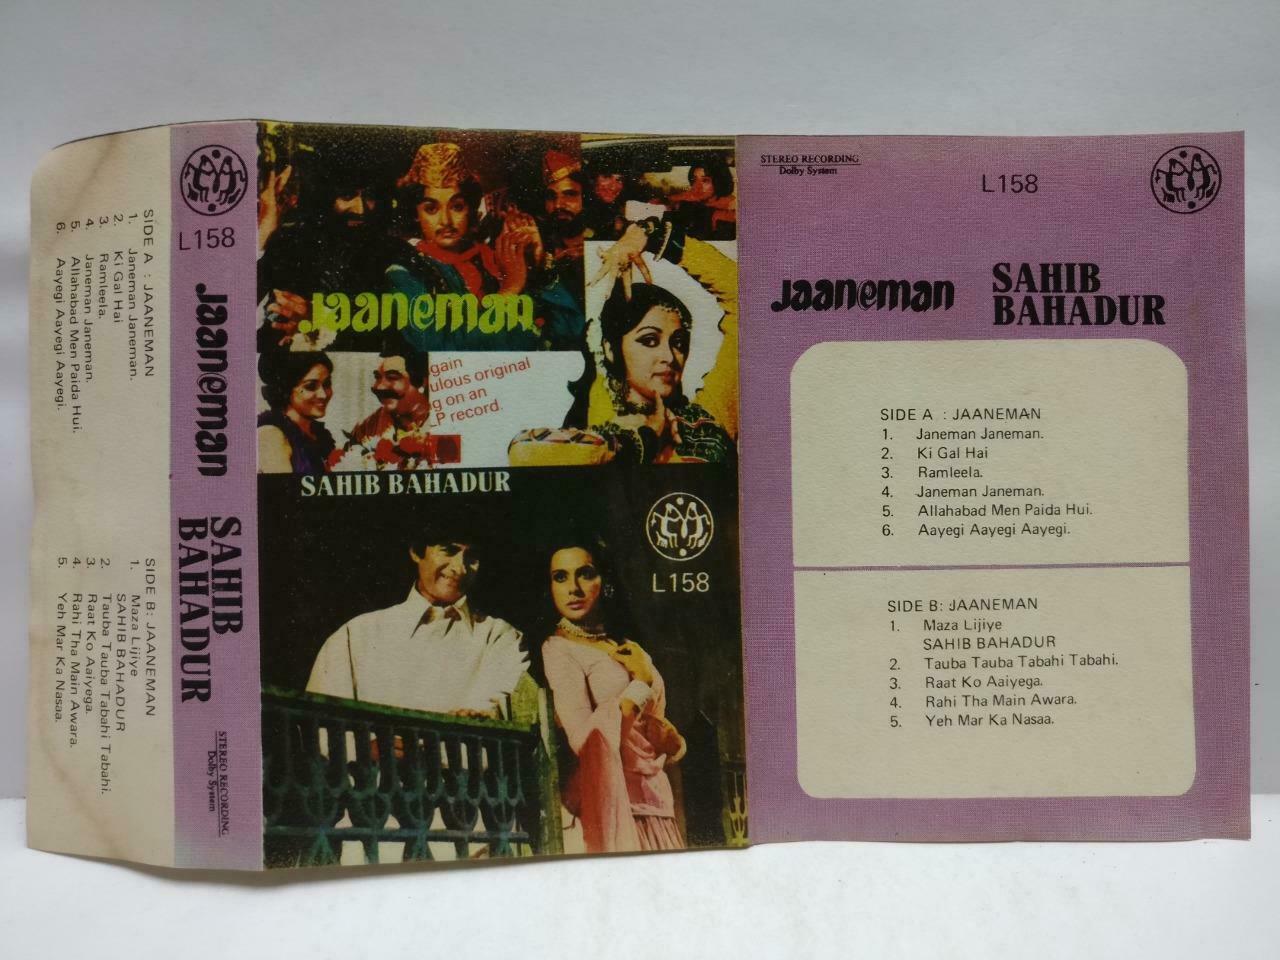 SIDE A : JAANEMAN
1. Janeman Janeman.
2. Ki Gal Hai
3. Ramleela.
4. Janeman Janeman.
5. Allahabad Men Paida Hui.
6. Aayegi Aayegi Aayegi.
SIDE B: JAANEMAN
1. Maza Lijiye
SAHIB BAHADUR
2. Tauba Tauba Tabahi Tabahi.
3. Raat Ko Aaiyega.
4. Rahi Tha Main Awara.
5. Yeh Mar Ka Nasaa.
L158
Jaaneman
SAHIB
BAHADUR
STEREO RECORDING
Dolby System
Jaaneman
gain
ulous original
g on an
LP record.
SAHIB BAHADUR
L158
STEREO RECORDING
Dolby System
L158
Jaaneman
SAHIB
BAHADUR
SIDE A : JAANEMAN
1. Janeman Janeman.
2. Ki Gal Hai
3. Ramleela.
4. Janeman Janeman.
5. Allahabad Men Paida Hui.
6. Aayegi Aayegi Aayegi.
SIDE B: JAANEMAN
1. Maza Lijiye
SAHIB BAHADUR
2. Tauba Tauba Tabahi Tabahi.
3. Raat Ko Aaiyega.
4. Rahi Tha Main Awara.
5. Yeh Mar Ka Nasaa.